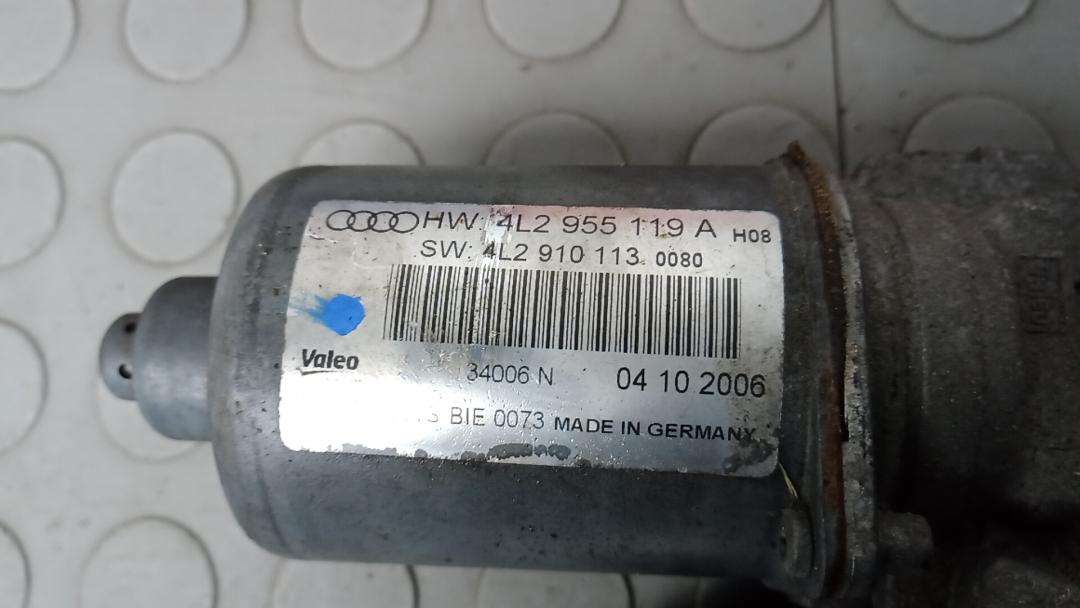 HW: 4L2 955 119 A H08
SW: 4L2 910 113 0080
Valeo 34006 N 04 10 2006
S BIE 0073 MADE IN GERMANY